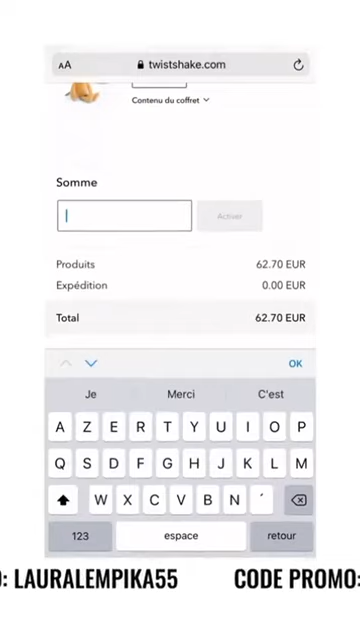 AA twistshake.com
Contenu du coffret
Somme
Activer
Produits 62.70 EUR
Expédition 0.00 EUR
Total 62.70 EUR
OK
Je Merci C'est
A Z E R T Y U I O P
Q S D F G H J K L M
W X C V B N ´
123 espace retour
: LAURALEMPIKA55 CODE PROMO: